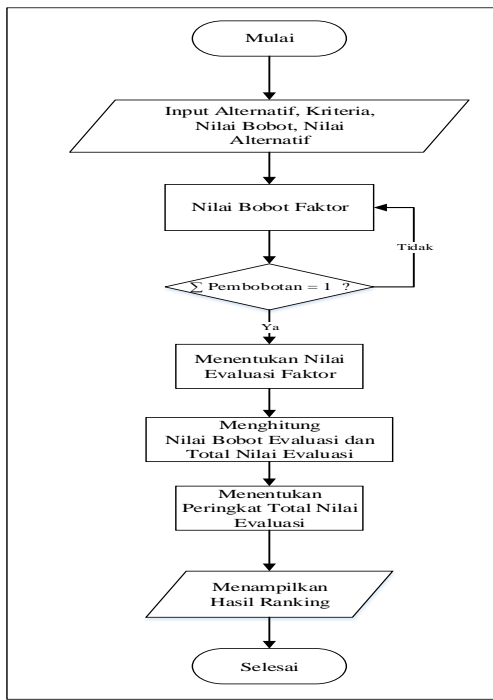 Mulai
Input Alternatif, Kriteria,
Nilai Bobot, Nilai
Alternatif
Nilai Bobot Faktor
Tidak
∑ Pembobotan = 1 ?
Ya
Menentukan Nilai
Evaluasi Faktor
Menghitung
Nilai Bobot Evaluasi dan
Total Nilai Evaluasi
Menentukan
Peringkat Total Nilai
Evaluasi
Menampilkan
Hasil Ranking
Selesai